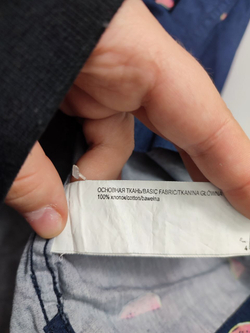 ОСНОВНАЯ ТКАНЬ/BASIC FABRIC/TKANINA GŁÓWNA
100% хлопок/cotton/bawełna